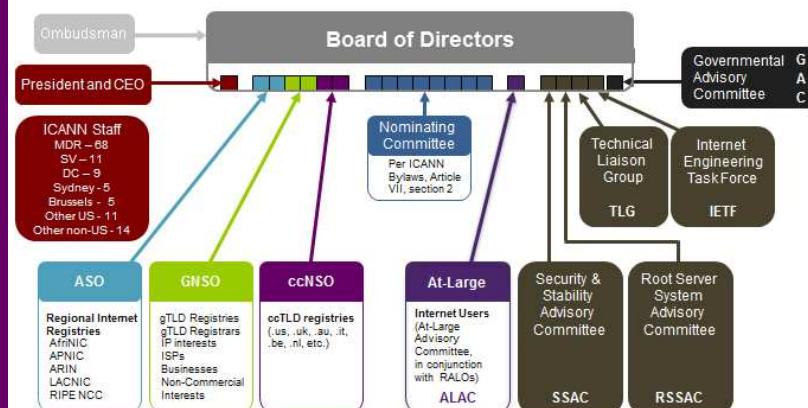 Ombudsman
Board of Directors
President and CEO
Governmental
Advisory
Committee
G
A
C
ICANN Staff
MDR – 68
SV – 11
DC – 9
Sydney - 5
Brussels - 5
Other US - 11
Other non-US - 14
Nominating
Committee
Per ICANN
Bylaws, Article
VII, section 2
Technical
Liaison
Group
TLG
Internet
Engineering
Task Force
IETF
ASO
Regional Internet
Registries
AfriNIC
APNIC
ARIN
LACNIC
RIPE NCC
GNSO
gTLD Registries
gTLD Registrars
IP interests
ISPs
Businesses
Non-Commercial
Interests
ccNSO
ccTLD registries
(.us, .uk, .au, .it,
.be, .nl, etc.)
At-Large
Internet Users
(At-Large
Advisory
Committee,
in conjunction
with RALOs)
ALAC
Security &
Stability
Advisory
Committee
SSAC
Root Server
System
Advisory
Committee
RSSAC